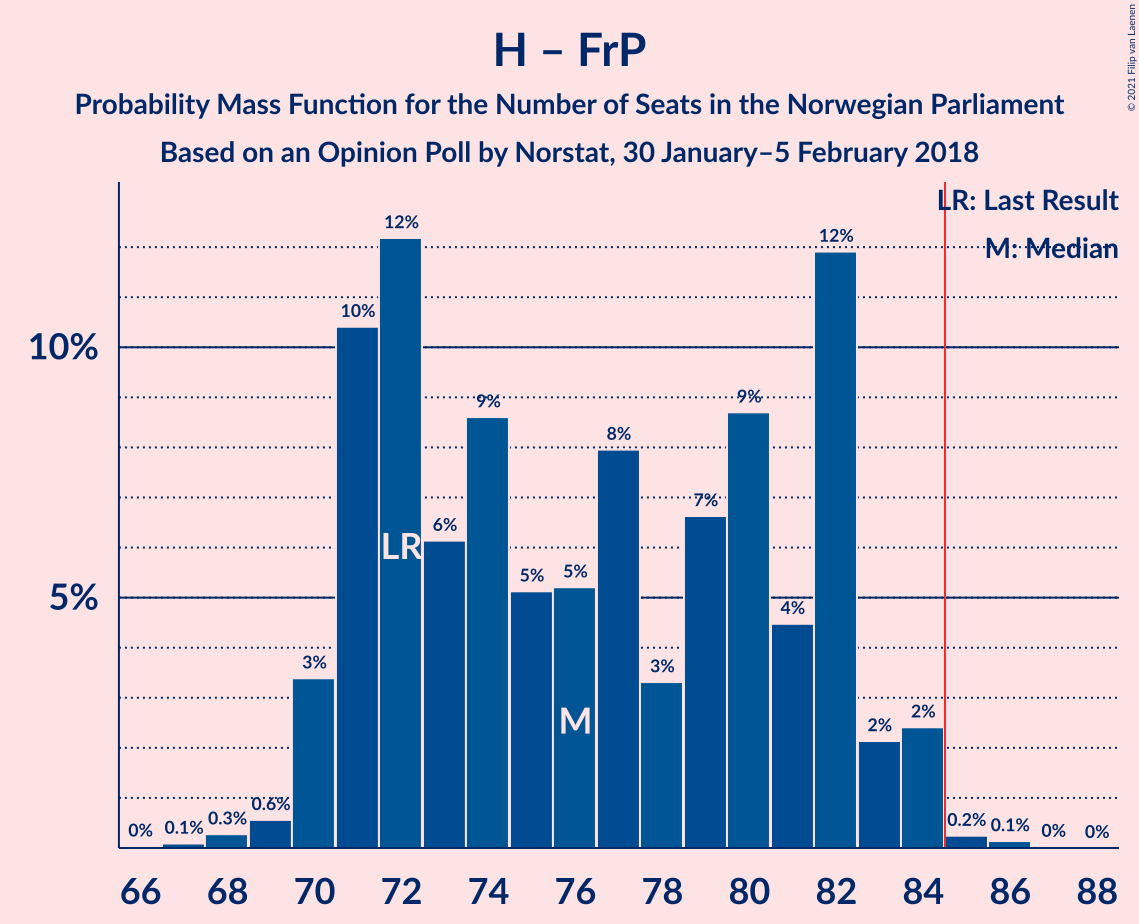 H – FrP
Probability Mass Function for the Number of Seats in the Norwegian Parliament
Based on an Opinion Poll by Norstat, 30 January–5 February 2018
© 2021 Filip van Laenen
LR: Last Result
M: Median
10%
5%
0%
0.1%
0.3%
0.6%
3%
10%
12%
6%
9%
5%
5%
8%
3%
7%
9%
4%
12%
2%
2%
0.2%
0.1%
0%
0%
LR
M
66 68 70 72 74 76 78 80 82 84 86 88